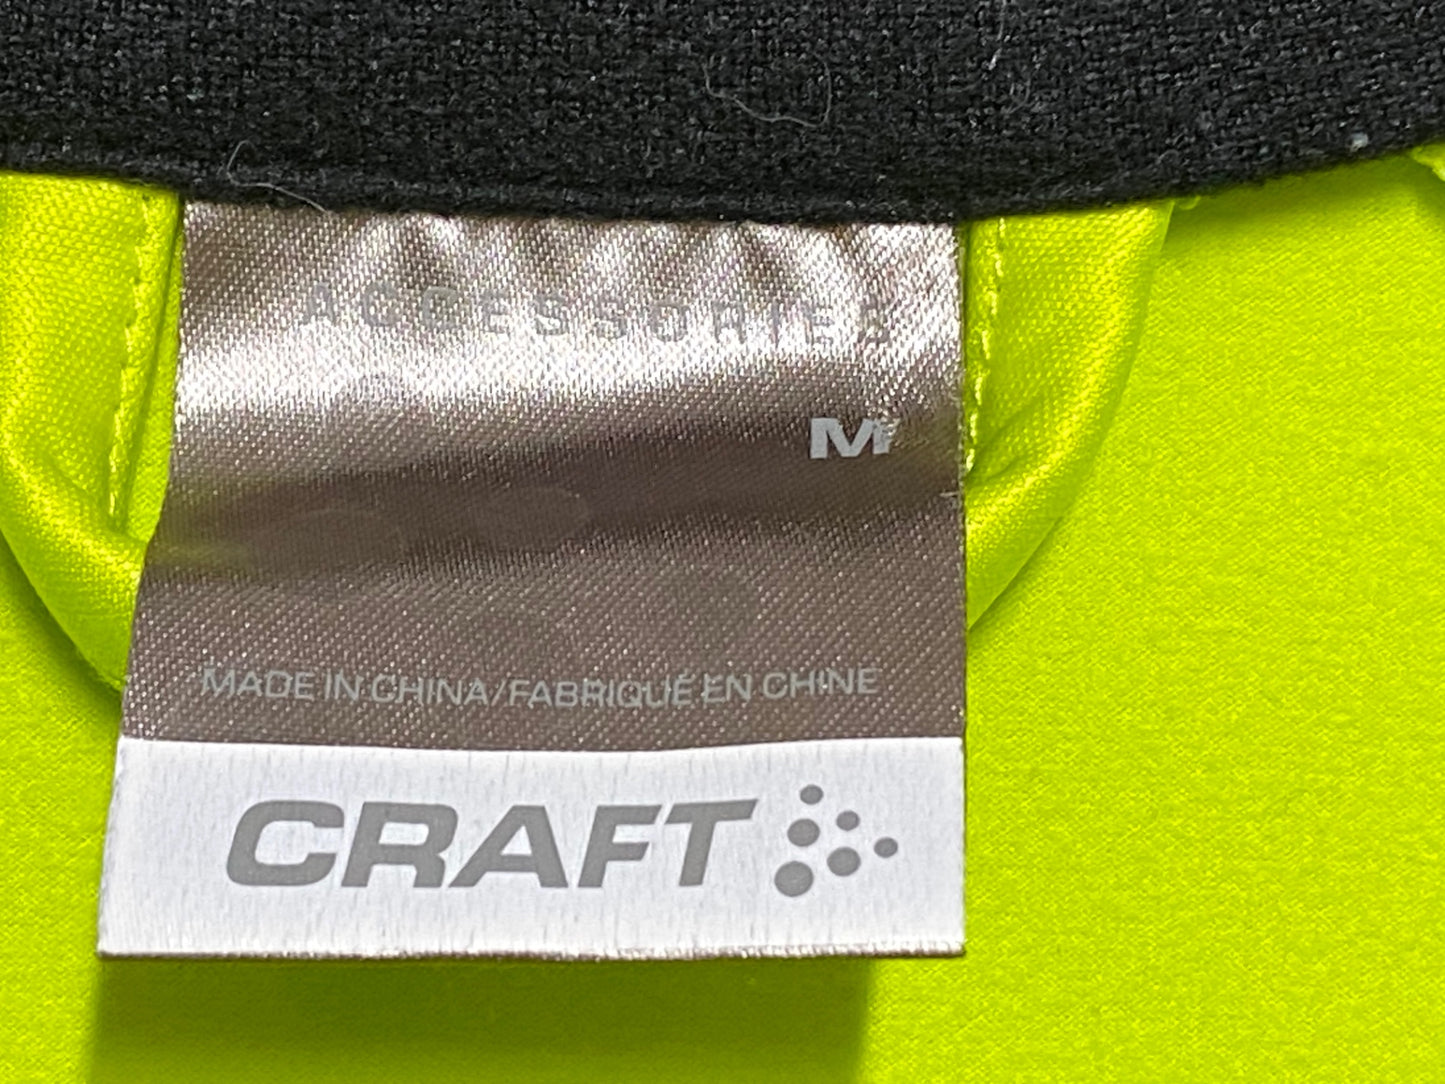 ACCESSORIES
M
MADE IN CHINA/FABRIQUÉ EN CHINE
CRAFT